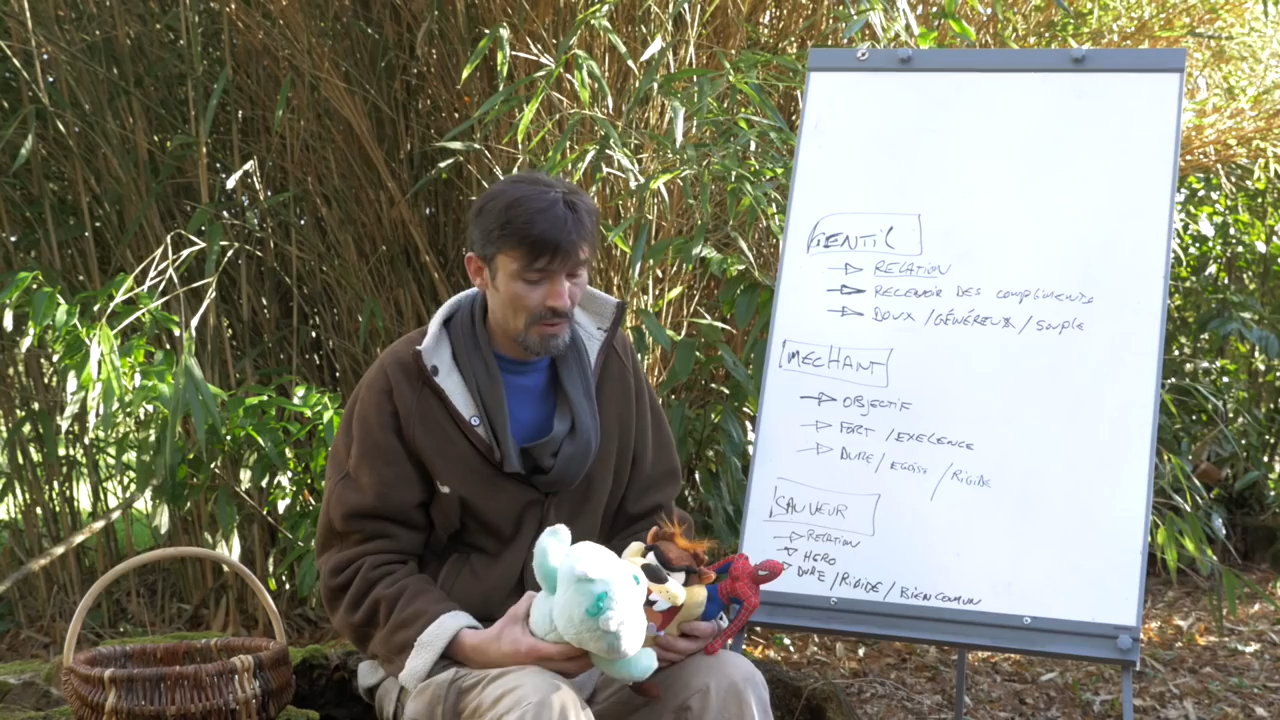 GENTIL
RELATION
RECEVOIR DES COMPLIMENTS
DOUX / GÉNÉREUX / SOUPLE
MECHANT
OBJECTIF
FORT / EXELENCE
DURE / EGOÏSTE / RIGIDE
SAUVEUR
RELATION
HERO
DURE / RIGIDE / BIEN COMMUN